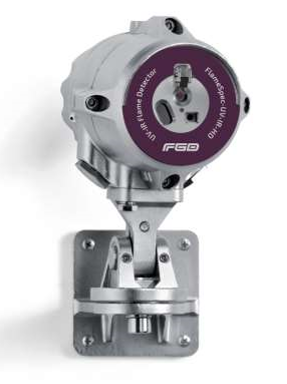 UV-IR Flame Detector
FlameSpec-UV-IR-HD
FGD